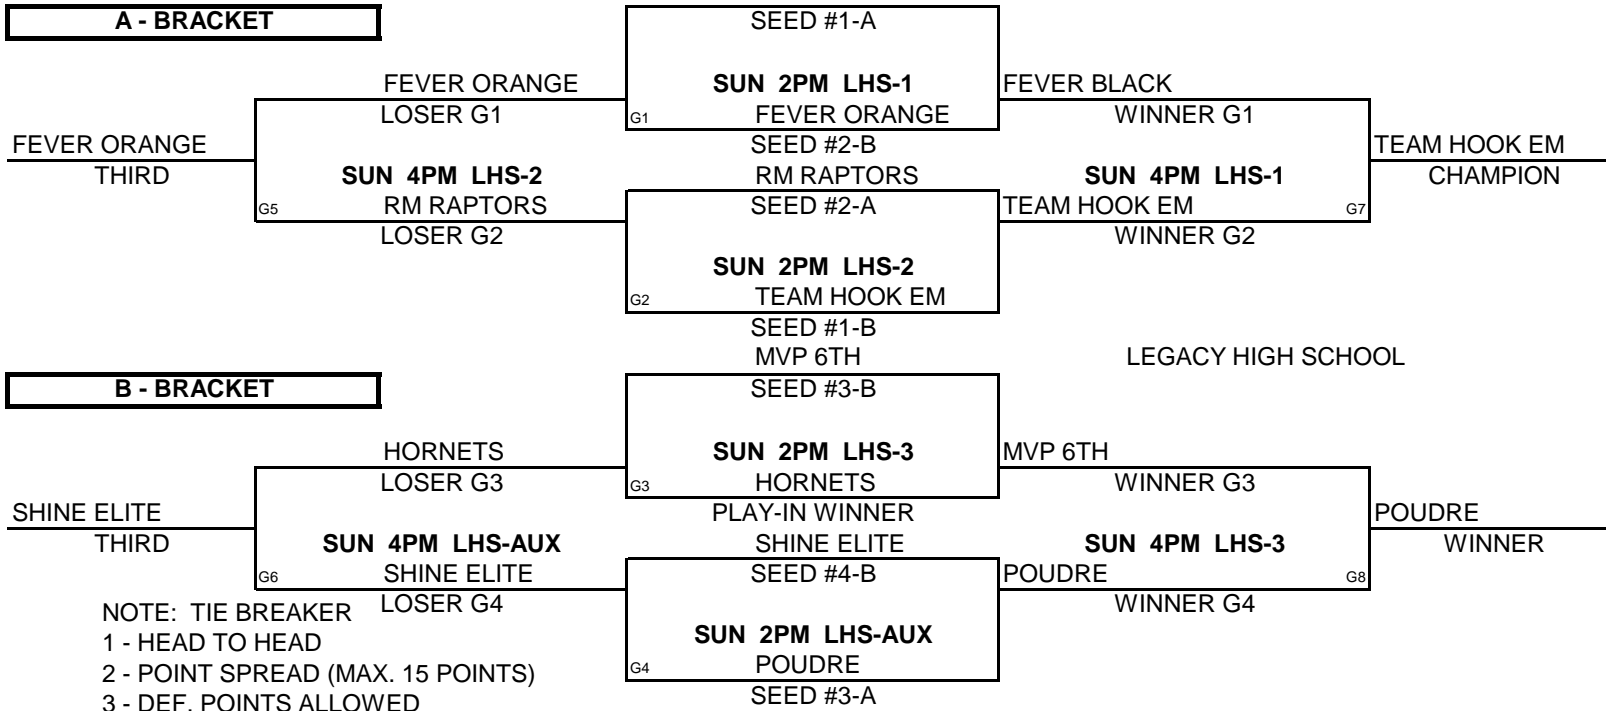 A - BRACKET
SEED #1-A
FEVER ORANGE
SUN 2PM LHS-1
FEVER BLACK
LOSER G1
G1
FEVER ORANGE
WINNER G1
FEVER ORANGE
SEED #2-B
TEAM HOOK EM
THIRD
SUN 4PM LHS-2
RM RAPTORS
SUN 4PM LHS-1
CHAMPION
G5
RM RAPTORS
SEED #2-A
TEAM HOOK EM
G7
LOSER G2
WINNER G2
SUN 2PM LHS-2
G2
TEAM HOOK EM
SEED #1-B
MVP 6TH
LEGACY HIGH SCHOOL
B - BRACKET
SEED #3-B
HORNETS
SUN 2PM LHS-3
MVP 6TH
LOSER G3
G3
HORNETS
WINNER G3
SHINE ELITE
PLAY-IN WINNER
POUDRE
THIRD
SUN 4PM LHS-AUX
SHINE ELITE
SUN 4PM LHS-3
WINNER
G6
SHINE ELITE
SEED #4-B
POUDRE
G8
LOSER G4
WINNER G4
NOTE: TIE BREAKER
1 - HEAD TO HEAD
SUN 2PM LHS-AUX
2 - POINT SPREAD (MAX. 15 POINTS)
G4
POUDRE
3 - DEF. POINTS ALLOWED
SEED #3-A